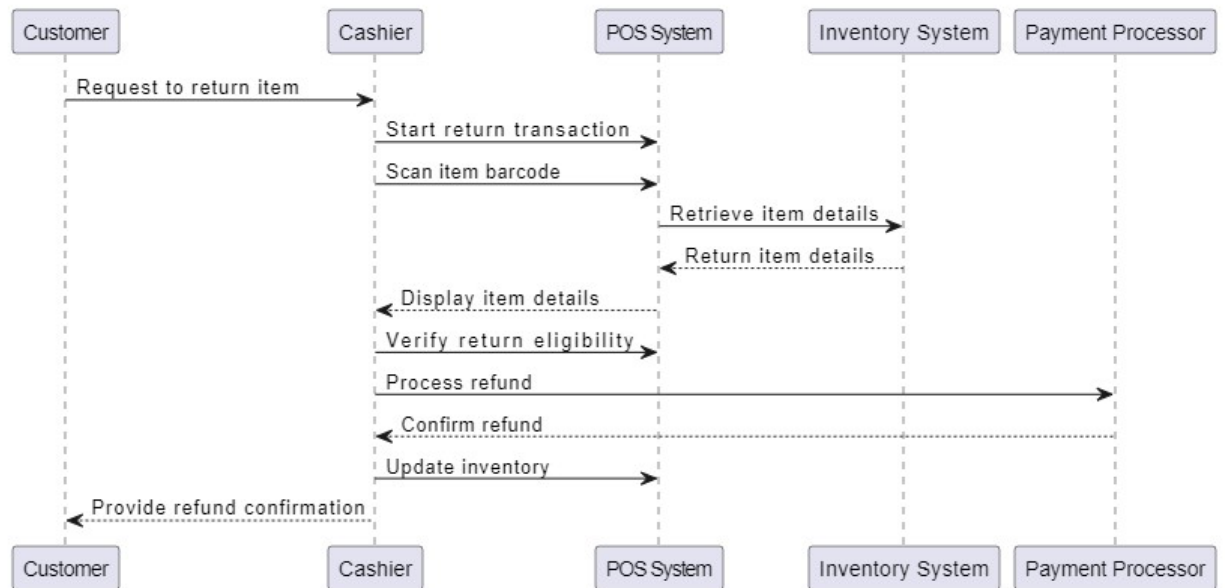 Customer Cashier POS System Inventory System Payment Processor
Request to return item
Start return transaction
Scan item barcode
Retrieve item details
Return item details
Display item details
Verify return eligibility
Process refund
Confirm refund
Update inventory
Provide refund confirmation
Customer Cashier POS System Inventory System Payment Processor